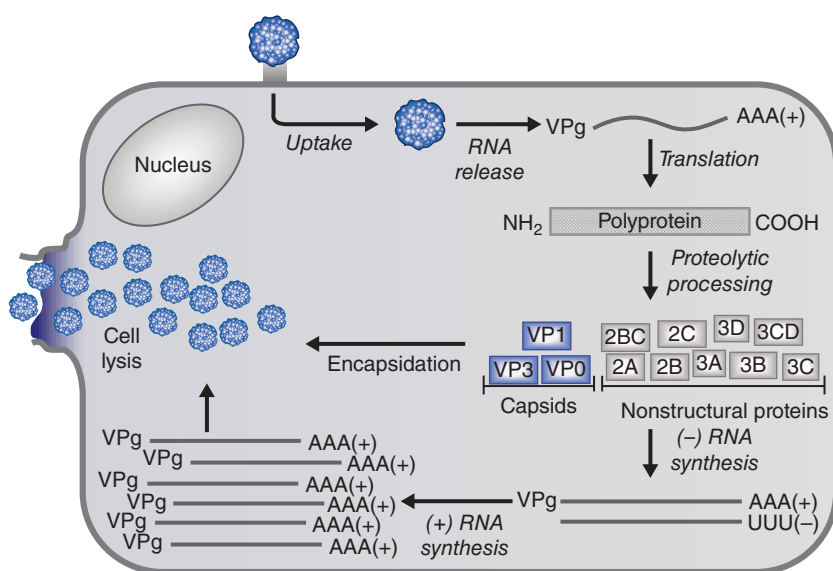 Uptake
RNA
release
VPg
AAA(+)
Nucleus
Translation
NH2
Polyprotein
COOH
Proteolytic
processing
Cell
lysis
Encapsidation
VP1
VP3
VP0
Capsids
2BC
2C
3D
3CD
2A
2B
3A
3B
3C
Nonstructural proteins
(–) RNA
synthesis
VPg
AAA(+)
UUU(–)
(+) RNA
synthesis
VPg
AAA(+)
VPg
AAA(+)
VPg
AAA(+)
VPg
AAA(+)
VPg
AAA(+)
VPg
AAA(+)